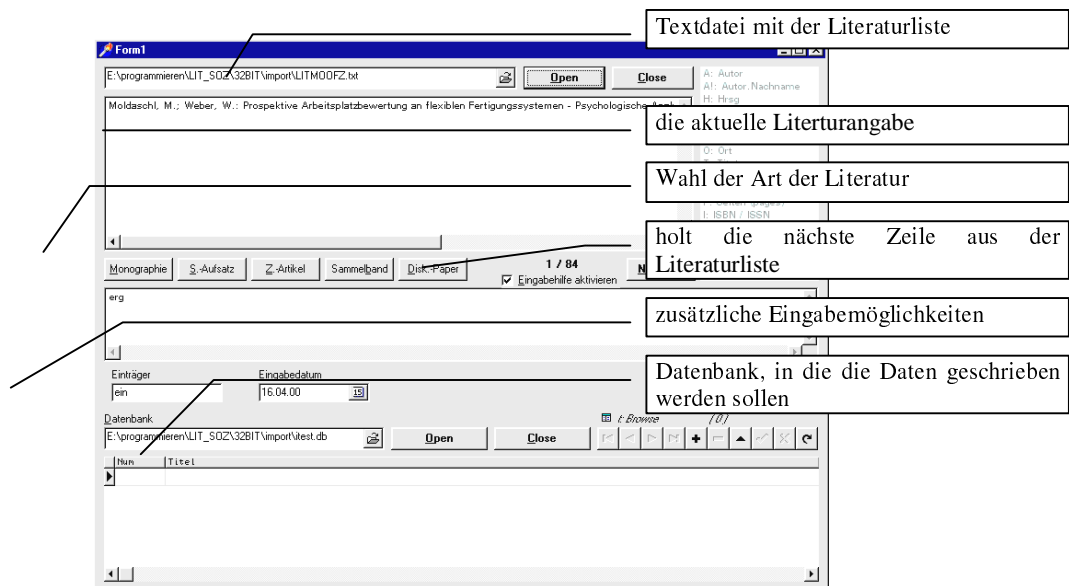 Textdatei mit der Literaturliste
Form1
E:\programmieren\LIT_SOZ\32BIT\import\LITMOOFZ.txt
Open
Close
A: Autor
A!: Autor.Nachname
H: Hrsg
Moldaschl, M.; Weber, W.: Prospektive Arbeitsplatzbewertung an flexiblen Fertigungssystemen - Psychologische
die aktuelle Literturangabe
O: Ort
Wahl der Art der Literatur
I: ISBN / ISSN
holt die nächste Zeile aus der
Literaturliste
Monographie
S.-Aufsatz
Z.-Artikel
Sammelband
Disk.-Paper
1 / 84
Eingabehilfe aktivieren
erg
zusätzliche Eingabemöglichkeiten
Datenbank, in die die Daten geschrieben
werden sollen
Einträger
Eingabedatum
ein
16.04.00
15
Datenbank
t: Browse
(0)
E:\programmieren\LIT_SOZ\32BIT\import\itest.db
Open
Close
Num
Titel